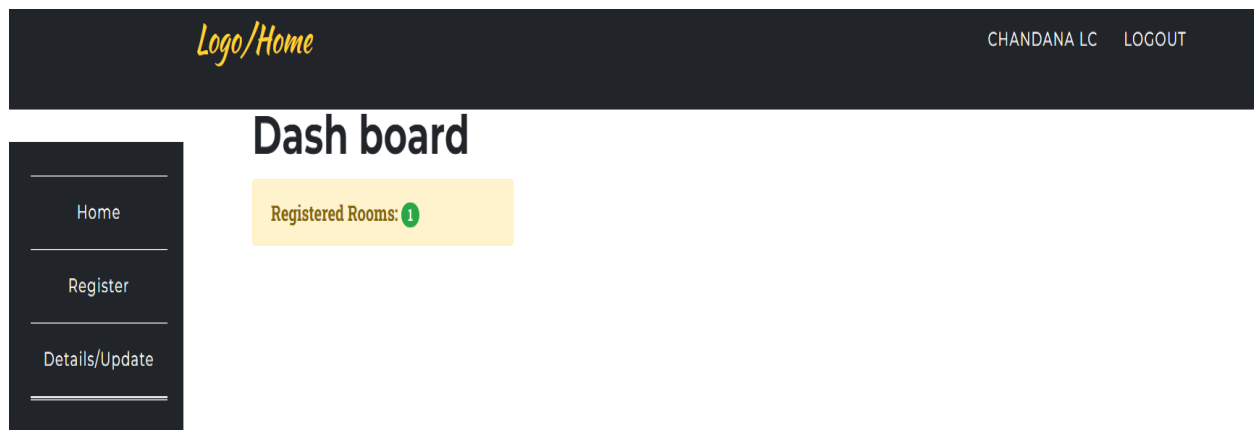 Logo/Home
CHANDANA LC LOGOUT
Dash board
Registered Rooms: 1
Home
Register
Details/Update